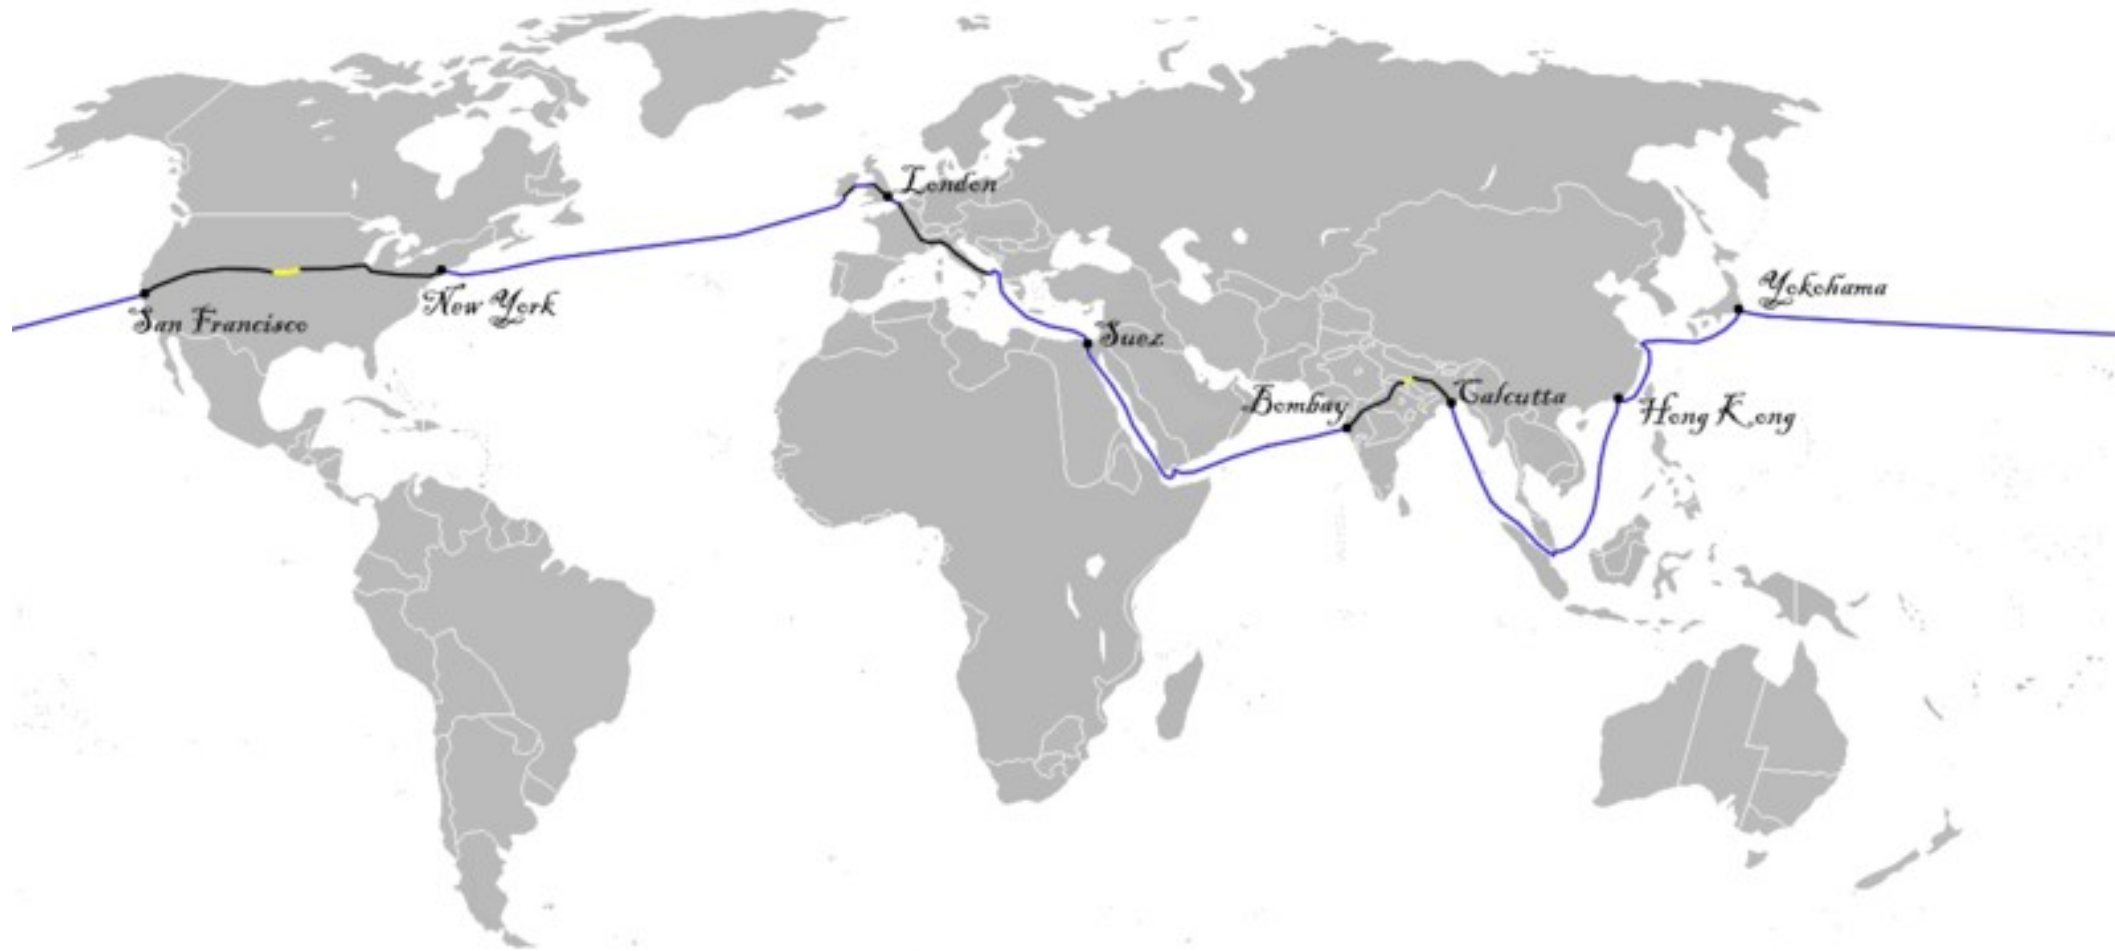 London
Yokohama
New York
San Francisco
Suez
Bombay
Calcutta
Hong Kong